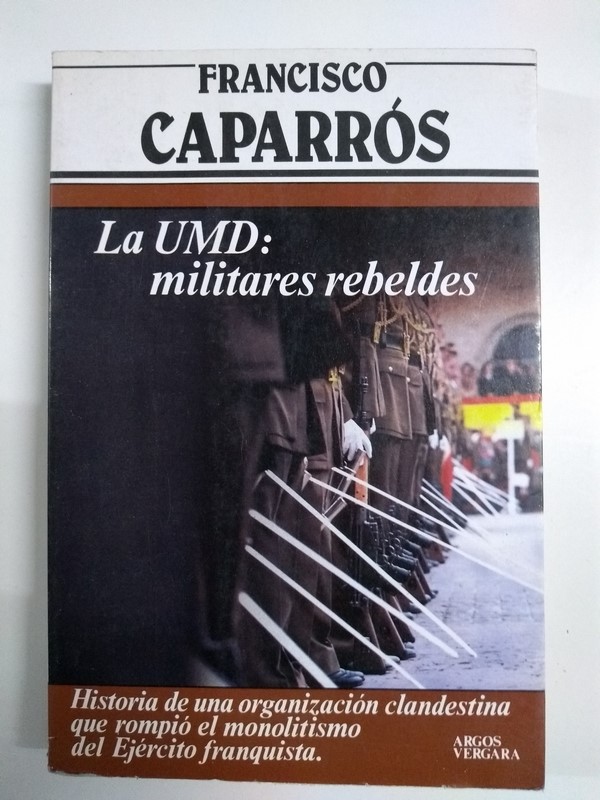 FRANCISCO
CAPARRÓS
La UMD:
militares rebeldes
Historia de una organización clandestina
que rompió el monolitismo
del Ejército franquista.
ARGOS
VERGARA